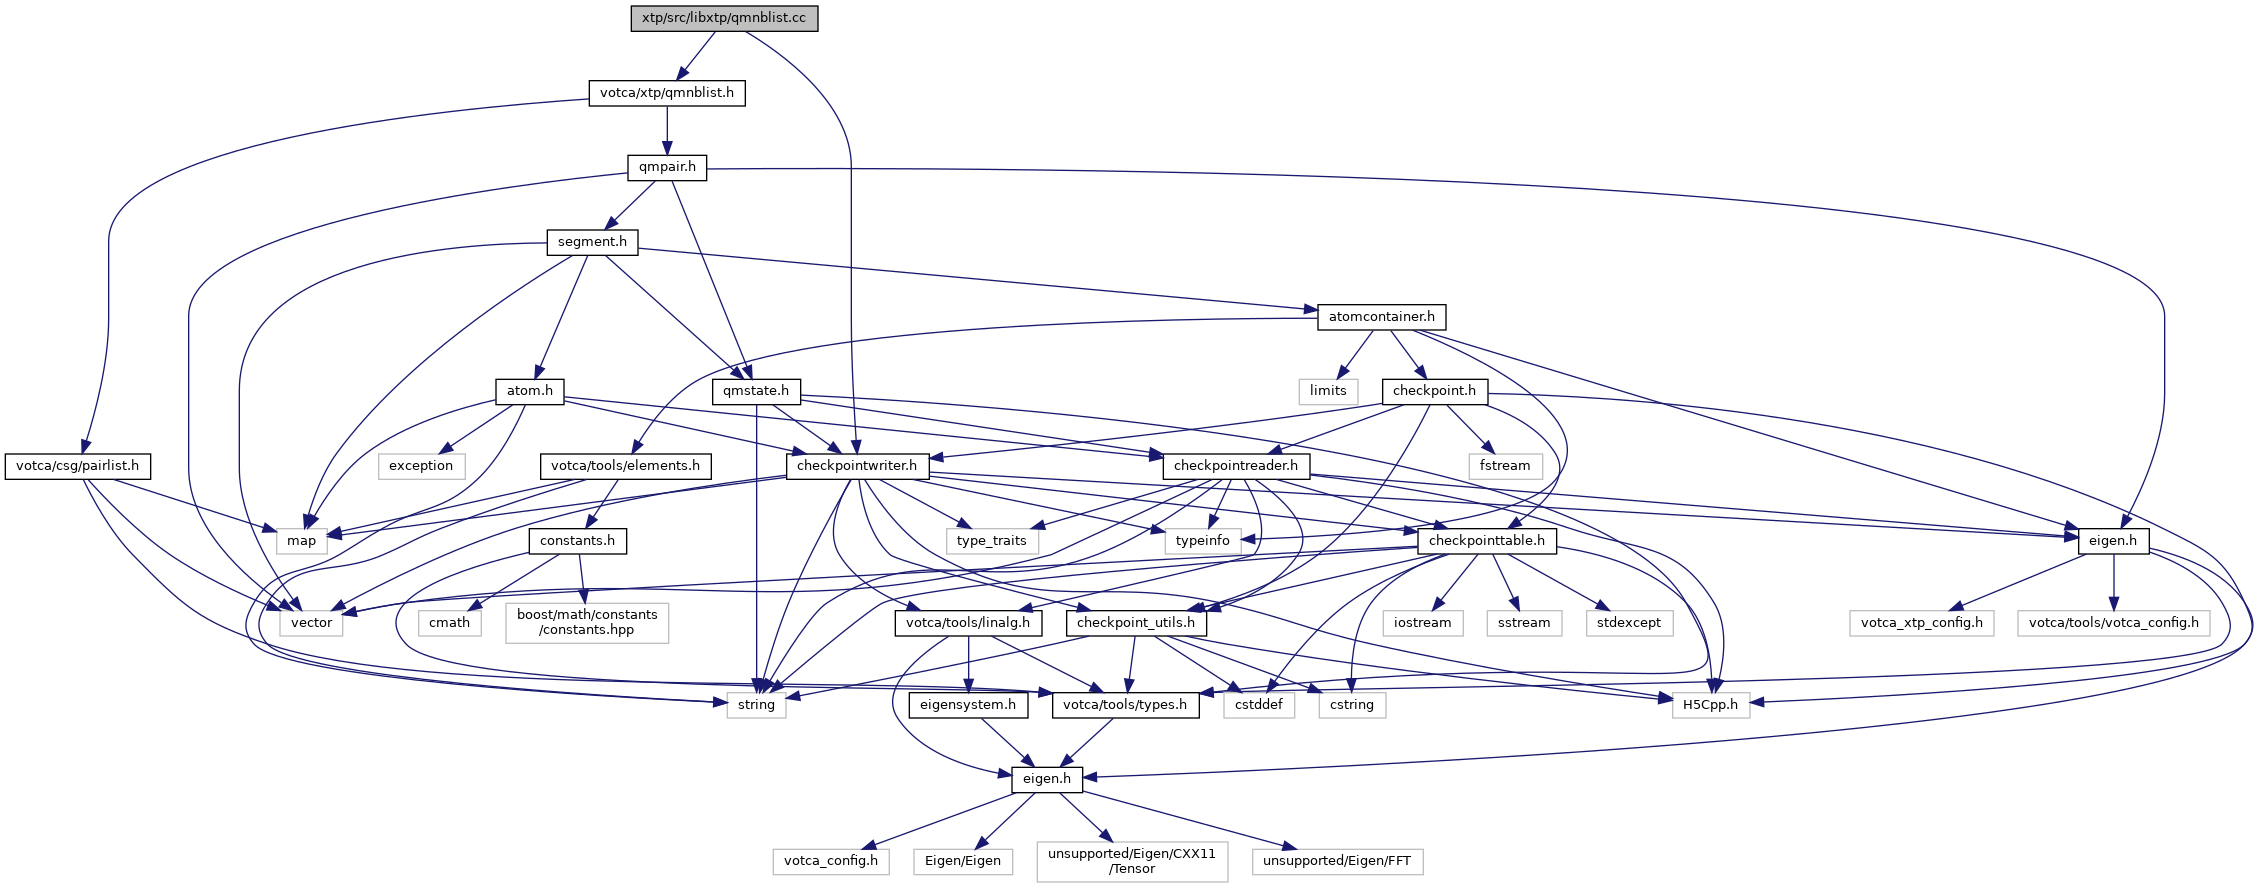 xtp/src/libxtp/qmnblist.cc
votca/xtp/qmnblist.h
qmpair.h
segment.h
atomcontainer.h
atom.h
qmstate.h
limits
checkpoint.h
votca/csg/pairlist.h
exception
votca/tools/elements.h
checkpointwriter.h
checkpointreader.h
fstream
map
constants.h
type_traits
typeinfo
checkpointtable.h
eigen.h
vector
cmath
boost/math/constants
/constants.hpp
votca/tools/linalg.h
checkpoint_utils.h
iostream
sstream
stdexcept
votca_xtp_config.h
votca/tools/votca_config.h
string
eigensystem.h
votca/tools/types.h
cstddef
cstring
H5Cpp.h
eigen.h
votca_config.h
Eigen/Eigen
unsupported/Eigen/CXX11
/Tensor
unsupported/Eigen/FFT